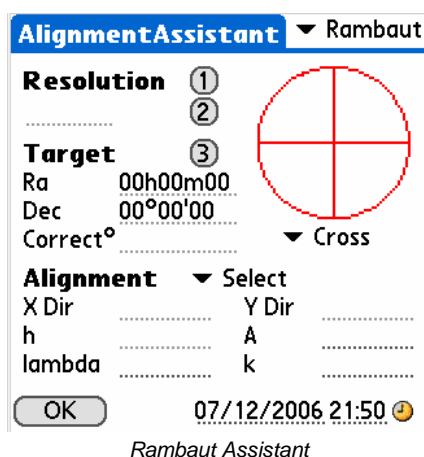 AlignmentAssistant Rambaut
Resolution 1
2
Target 3
Ra 00h00m00
Dec 00°00'00
Correct°
Cross
Alignment Select
X Dir Y Dir
h A
lambda k
OK 07/12/2006 21:50
Rambaut Assistant